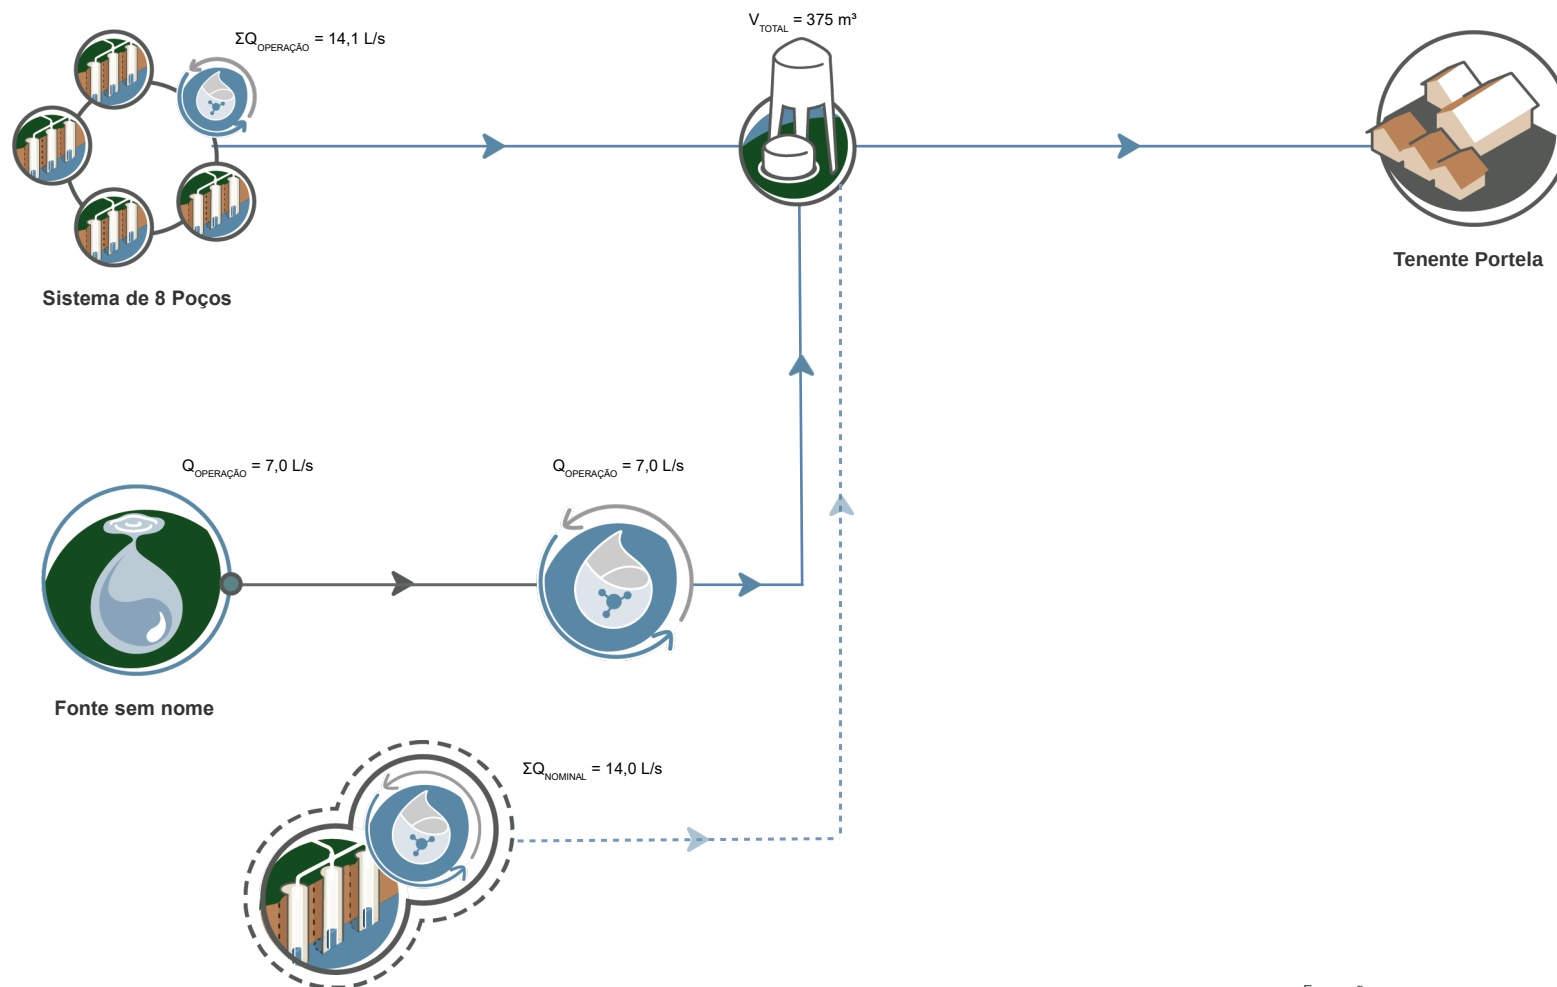 V_TOTAL = 375 m³
ΣQ_OPERAÇÃO = 14,1 L/s
Tenente Portela
Sistema de 8 Poços
Q_OPERAÇÃO = 7,0 L/s
Q_OPERAÇÃO = 7,0 L/s
Fonte sem nome
ΣQ_NOMINAL = 14,0 L/s